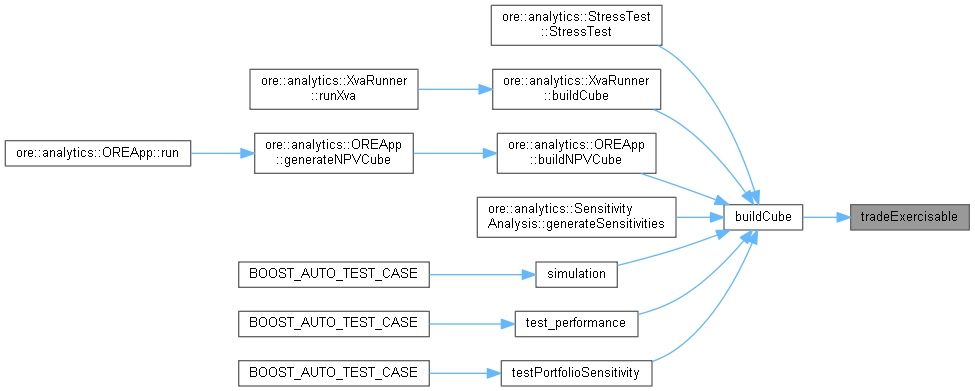 ore::analytics::StressTest
::StressTest
ore::analytics::XvaRunner
::runXva
ore::analytics::XvaRunner
::buildCube
ore::analytics::OREApp::run
ore::analytics::OREApp
::generateNPVCube
ore::analytics::OREApp
::buildNPVCube
ore::analytics::Sensitivity
Analysis::generateSensitivities
buildCube
tradeExercisable
BOOST_AUTO_TEST_CASE
simulation
BOOST_AUTO_TEST_CASE
test_performance
BOOST_AUTO_TEST_CASE
testPortfolioSensitivity